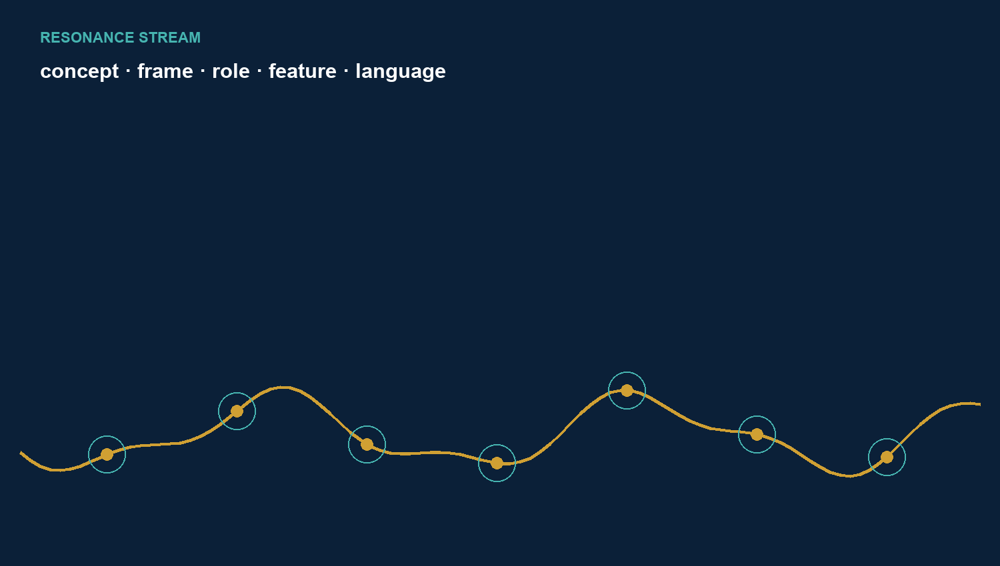 RESONANCE STREAM
concept · frame · role · feature · language